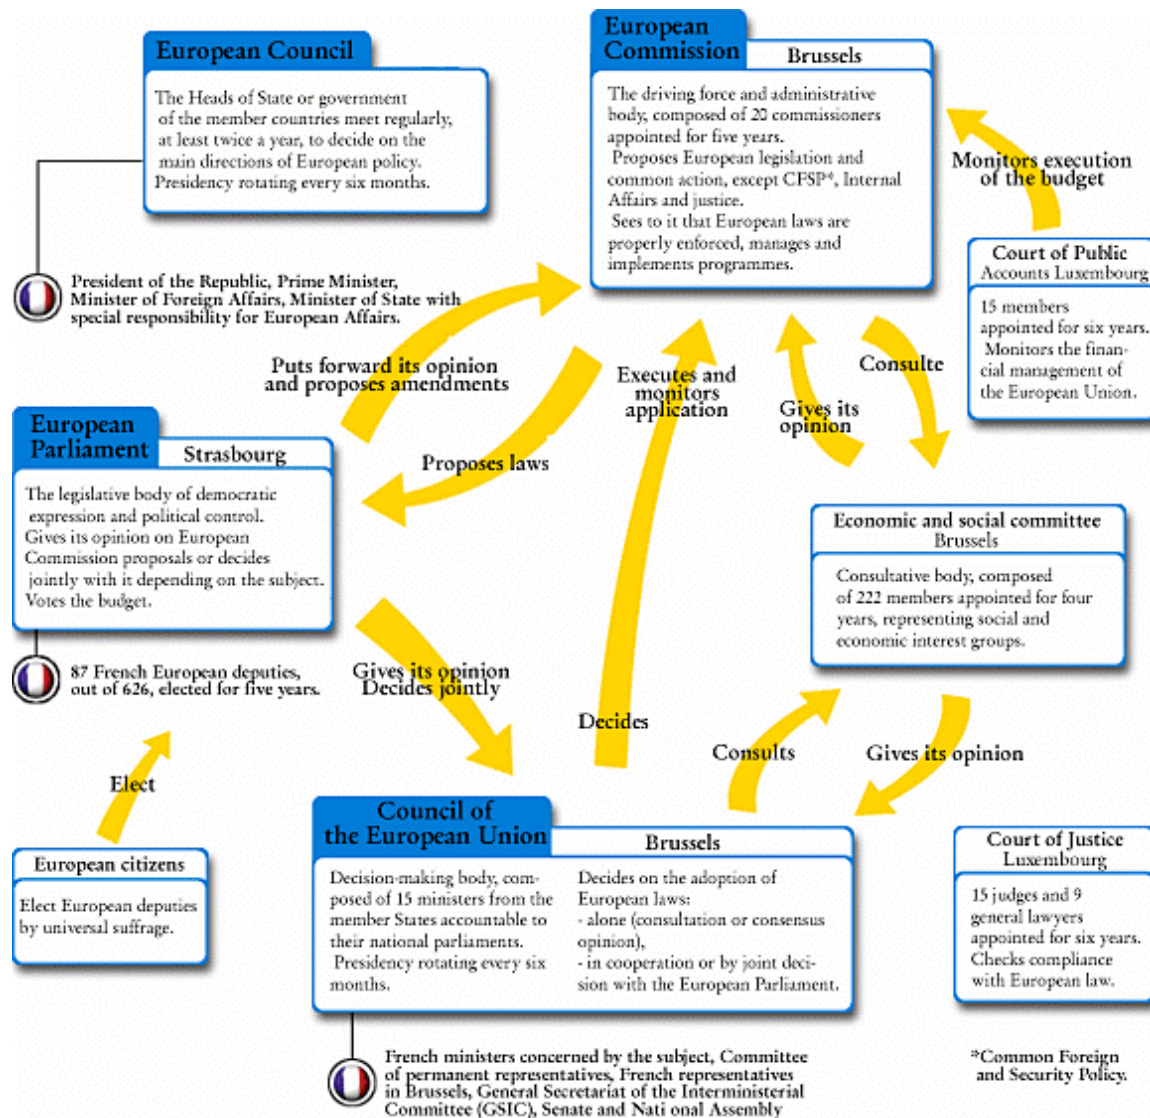 European Council
The Heads of State or government
of the member countries meet regularly,
at least twice a year, to decide on the
main directions of European policy.
Presidency rotating every six months.
President of the Republic, Prime Minister,
Minister of Foreign Affairs, Minister of State with
special responsibility for European Affairs.
European
Commission
Brussels
The driving force and administrative
body, composed of 20 commissioners
appointed for five years.
Proposes European legislation and
common action, except CFSP*, Internal
Affairs and justice.
Sees to it that European laws are
properly enforced, manages and
implements programmes.
Monitors execution
of the budget
Court of Public
Accounts Luxembourg
15 members
appointed for six years.
Monitors the finan-
cial management of
the European Union.
Puts forward its opinion
and proposes amendments
Proposes laws
Executes and
monitors
application
Gives its
opinion
Consulte
European
Parliament
Strasbourg
The legislative body of democratic
expression and political control.
Gives its opinion on European
Commission proposals or decides
jointly with it depending on the subject.
Votes the budget.
87 French European deputies,
out of 626, elected for five years.
Economic and social committee
Brussels
Consultative body, composed
of 222 members appointed for four
years, representing social and
economic interest groups.
Gives its opinion
Decides jointly
Decides
Consults
Gives its opinion
Elect
European citizens
Elect European deputies
by universal suffrage.
Council of
the European Union
Brussels
Decision-making body, com-
posed of 15 ministers from the
member States accountable to
their national parliaments.
Presidency rotating every six
months.
Decides on the adoption of
European laws:
- alone (consultation or consensus
opinion),
- in cooperation or by joint deci-
sion with the European Parliament.
French ministers concerned by the subject, Committee
of permanent representatives, French representatives
in Brussels, General Secretariat of the Interministerial
Committee (GSIC), Senate and Nati onal Assembly
Court of Justice
Luxembourg
15 judges and 9
general lawyers
appointed for six years.
Checks compliance
with European law.
*Common Foreign
and Security Policy.